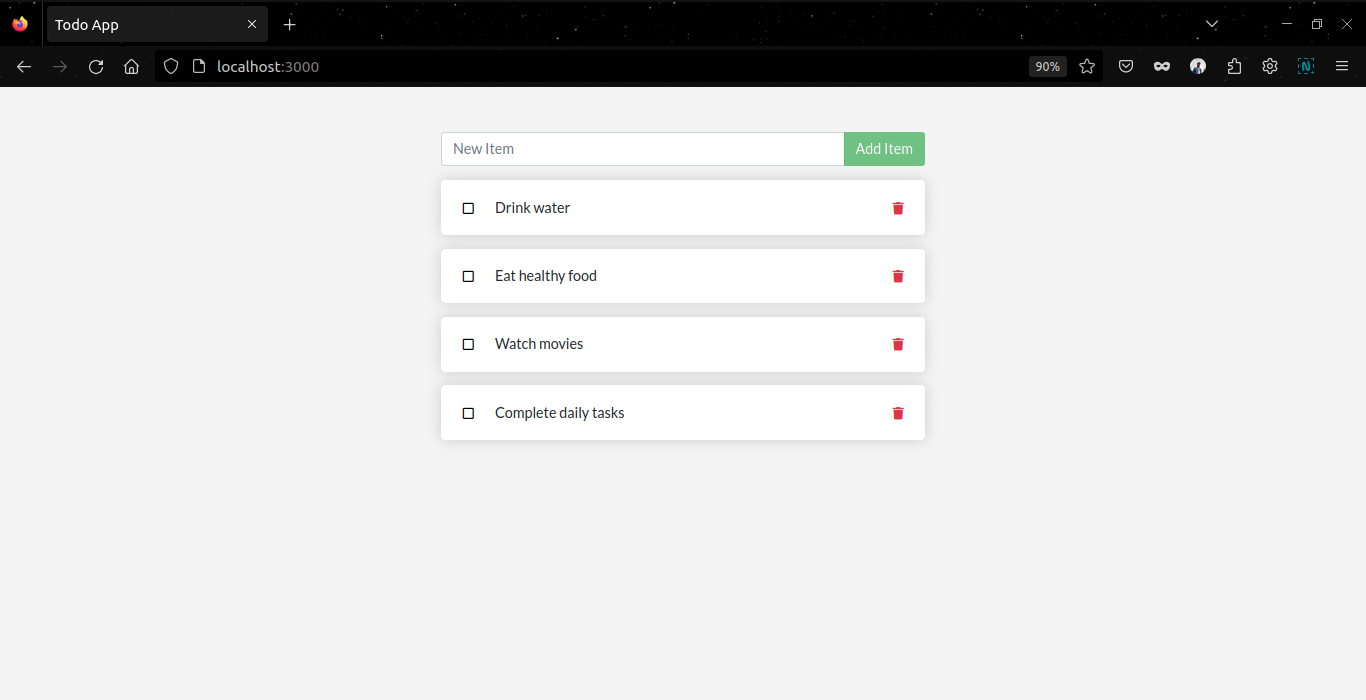 Todo App
localhost:3000
90%
New Item
Add Item
Drink water
Eat healthy food
Watch movies
Complete daily tasks